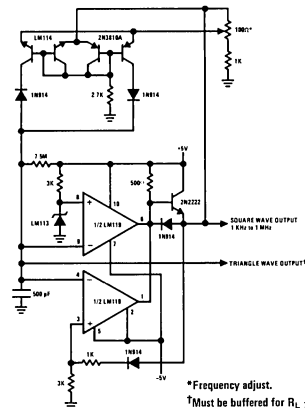 LM114
2N3810A
100Ω*
1K
1N914
2.7K
1N914
+5V
7.5M
3K
500
2N2222
8
10
1/2 LM119
6
LM113
9
7
1N914
SQUARE WAVE OUTPUT
1 KHz to 1 MHz
TRIANGLE WAVE OUTPUT†
500 pF
4
1/2 LM119
1
3
5
2
1K
1N914
-5V
3K
*Frequency adjust.
†Must be buffered for RL